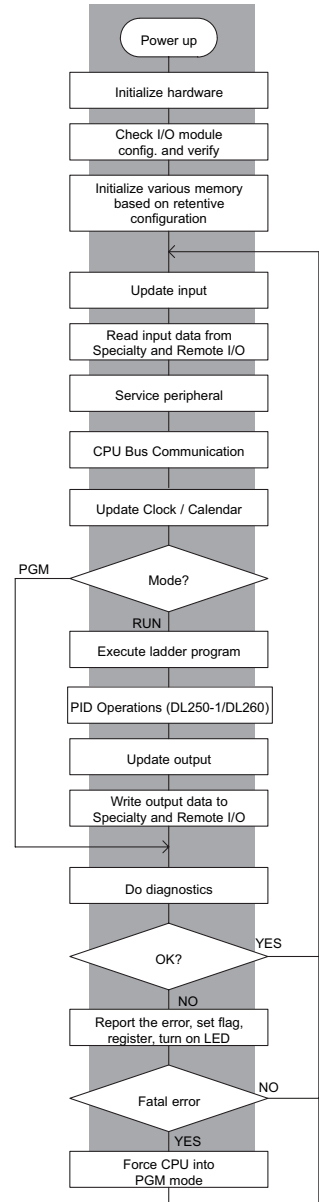 Power up
Initialize hardware
Check I/O module
config. and verify
Initialize various memory
based on retentive
configuration
Update input
Read input data from
Specialty and Remote I/O
Service peripheral
CPU Bus Communication
Update Clock / Calendar
PGM
Mode?
RUN
Execute ladder program
PID Operations (DL250-1/DL260)
Update output
Write output data to
Specialty and Remote I/O
Do diagnostics
YES
OK?
NO
Report the error, set flag,
register, turn on LED
NO
Fatal error
YES
Force CPU into
PGM mode